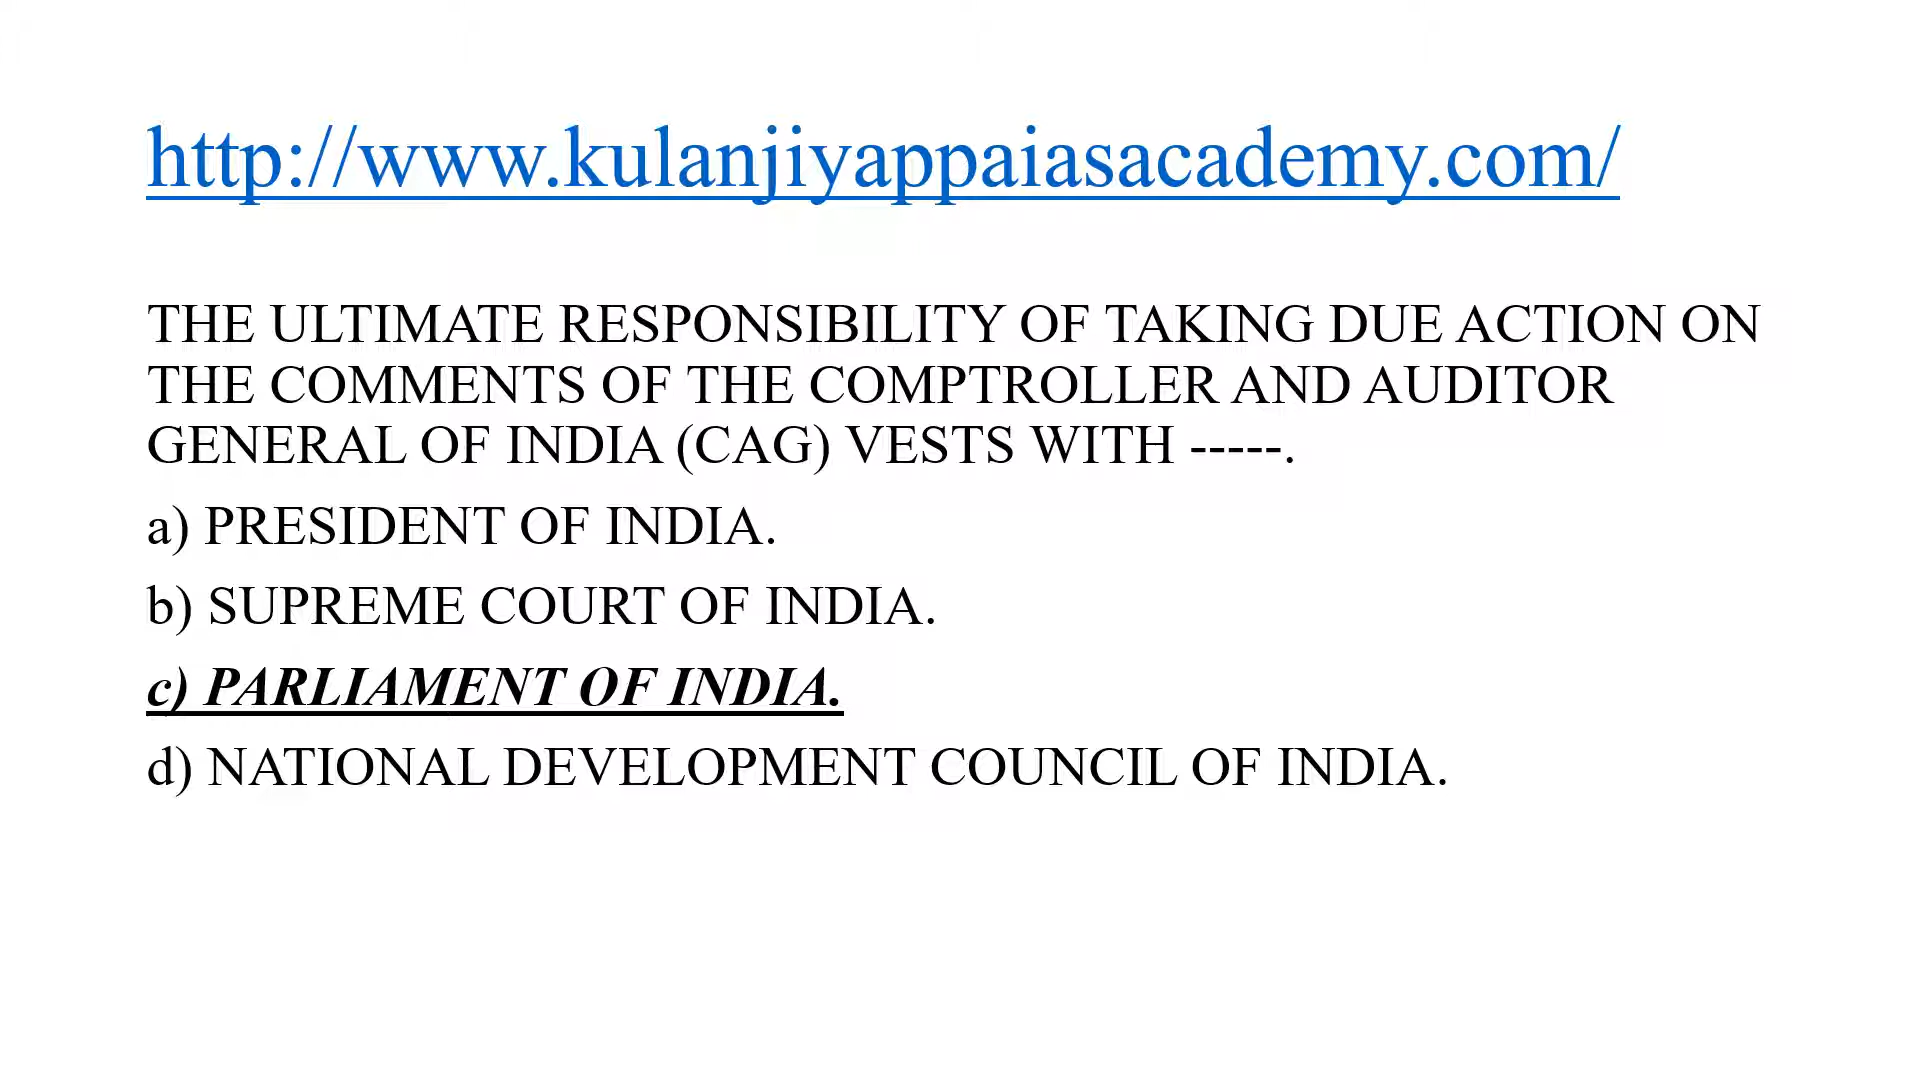 http://www.kulanjiyappaiasacademy.com/
THE ULTIMATE RESPONSIBILITY OF TAKING DUE ACTION ON
THE COMMENTS OF THE COMPTROLLER AND AUDITOR
GENERAL OF INDIA (CAG) VESTS WITH -----.
a) PRESIDENT OF INDIA.
b) SUPREME COURT OF INDIA.
c) PARLIAMENT OF INDIA.
d) NATIONAL DEVELOPMENT COUNCIL OF INDIA.